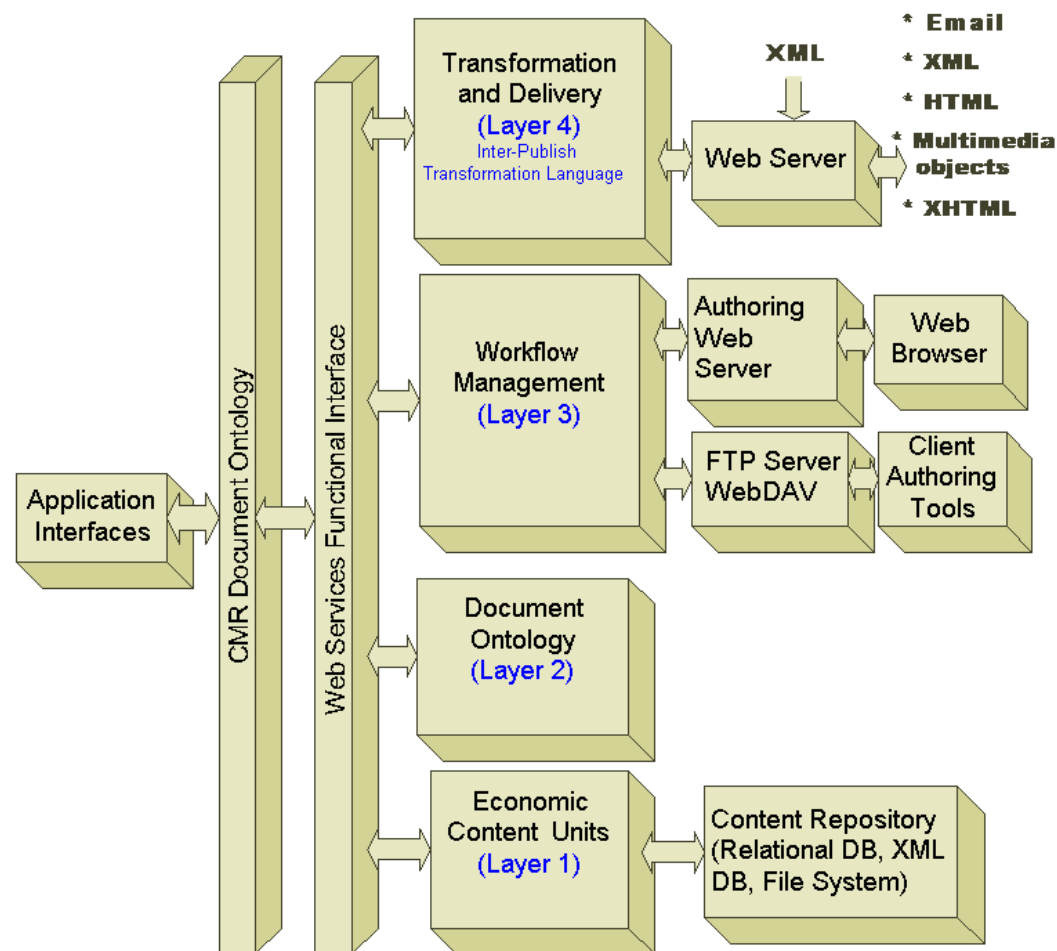 Application
Interfaces
CMR Document Ontology
Web Services Functional Interface
Transformation
and Delivery
(Layer 4)
Inter-Publish
Transformation Language
XML
Web Server
* Email
* XML
* HTML
* Multimedia
objects
* XHTML
Workflow
Management
(Layer 3)
Authoring
Web
Server
Web
Browser
FTP Server
WebDAV
Client
Authoring
Tools
Document
Ontology
(Layer 2)
Economic
Content Units
(Layer 1)
Content Repository
(Relational DB, XML
DB, File System)